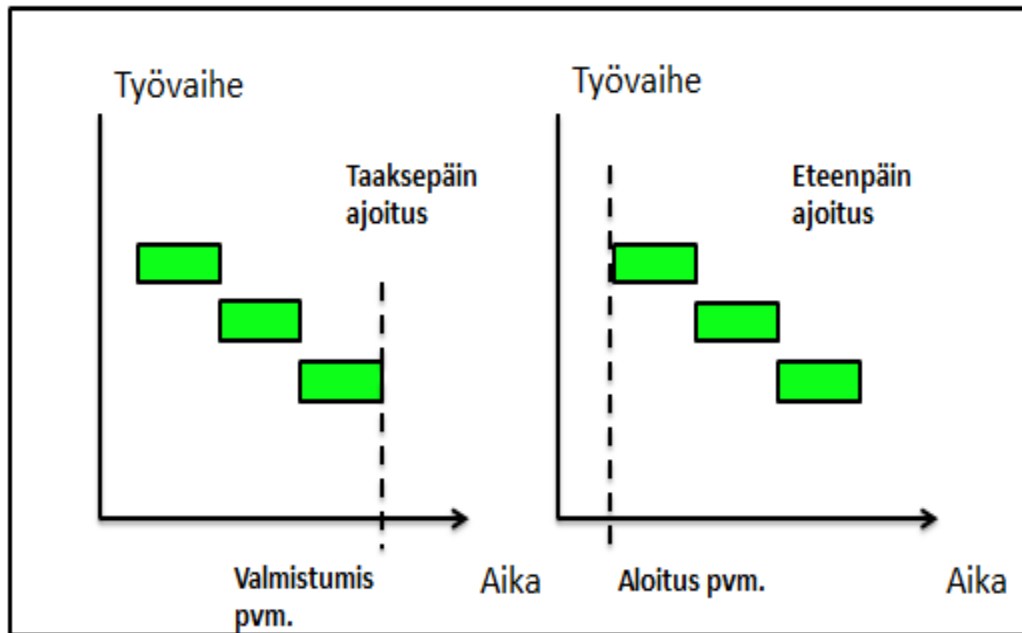 Työvaihe
Taaksepäin
ajoitus
Valmistumis
pvm.
Aika
Työvaihe
Eteenpäin
ajoitus
Aloitus pvm.
Aika